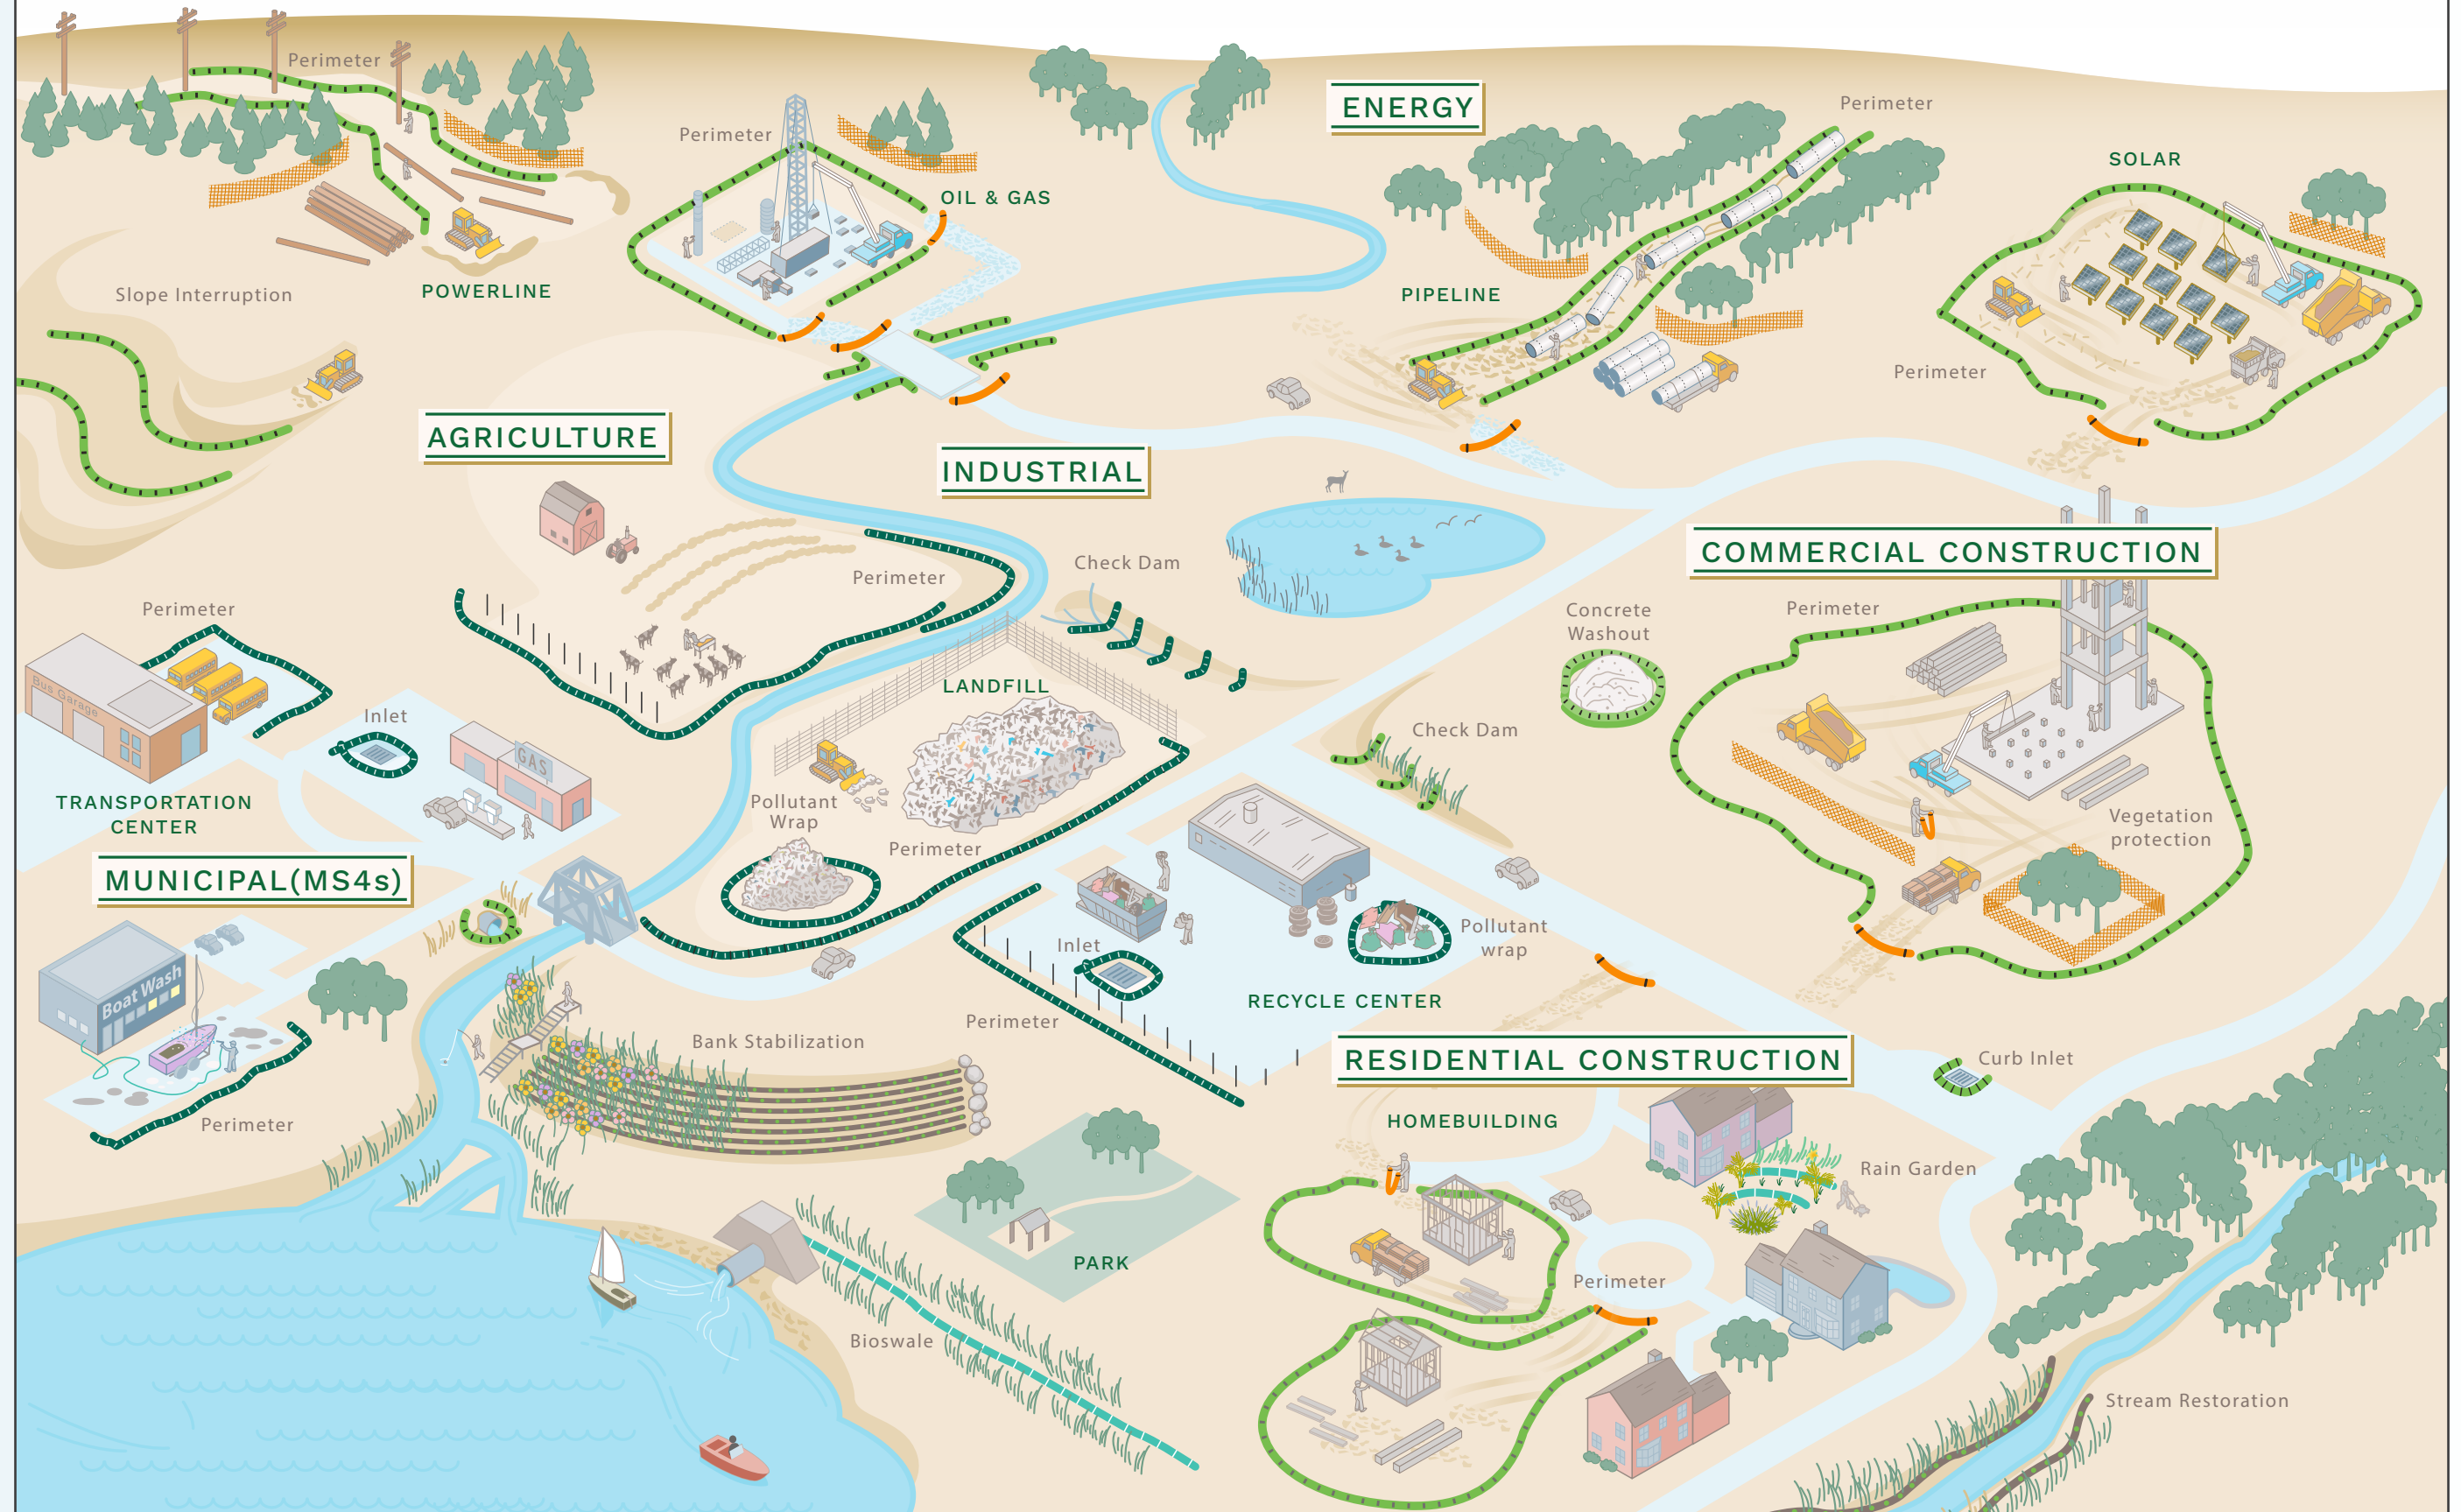 Perimeter
ENERGY
Perimeter
Perimeter
SOLAR
OIL & GAS
Slope Interruption
POWERLINE
PIPELINE
Perimeter
AGRICULTURE
INDUSTRIAL
COMMERCIAL CONSTRUCTION
Check Dam
Perimeter
Perimeter
Concrete
Washout
Perimeter
Bus Garage
LANDFILL
Inlet
Check Dam
GAS
TRANSPORTATION
CENTER
Pollutant
Wrap
Vegetation
protection
Perimeter
MUNICIPAL(MS4s)
Pollutant
wrap
Inlet
Boat Wash
RECYCLE CENTER
Perimeter
Bank Stabilization
RESIDENTIAL CONSTRUCTION
Curb Inlet
Perimeter
HOMEBUILDING
Rain Garden
PARK
Perimeter
Bioswale
Stream Restoration